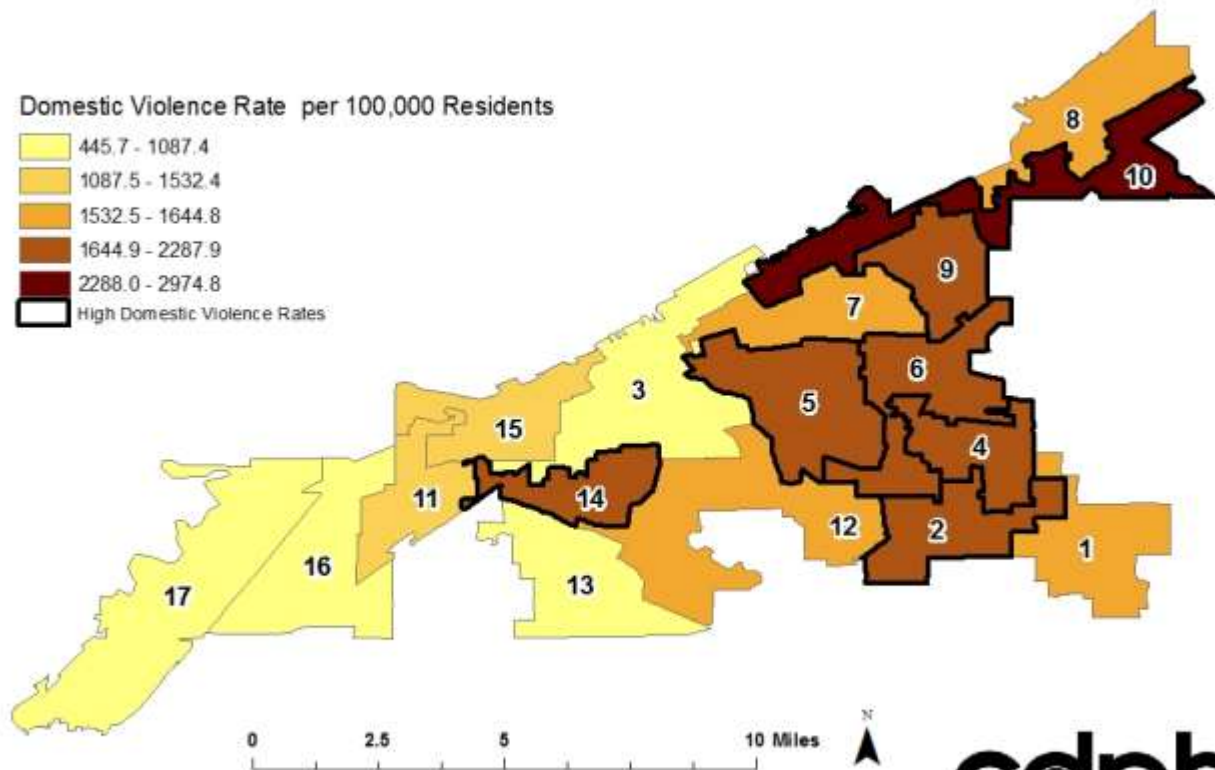 Domestic Violence Rate per 100,000 Residents
445.7 - 1087.4
1087.5 - 1532.4
1532.5 - 1644.8
1644.9 - 2287.9
2288.0 - 2974.8
High Domestic Violence Rates
8
10
9
7
6
3
5
15
4
14
11
12
2
1
16
13
17
N
0 2.5 5 10 Miles